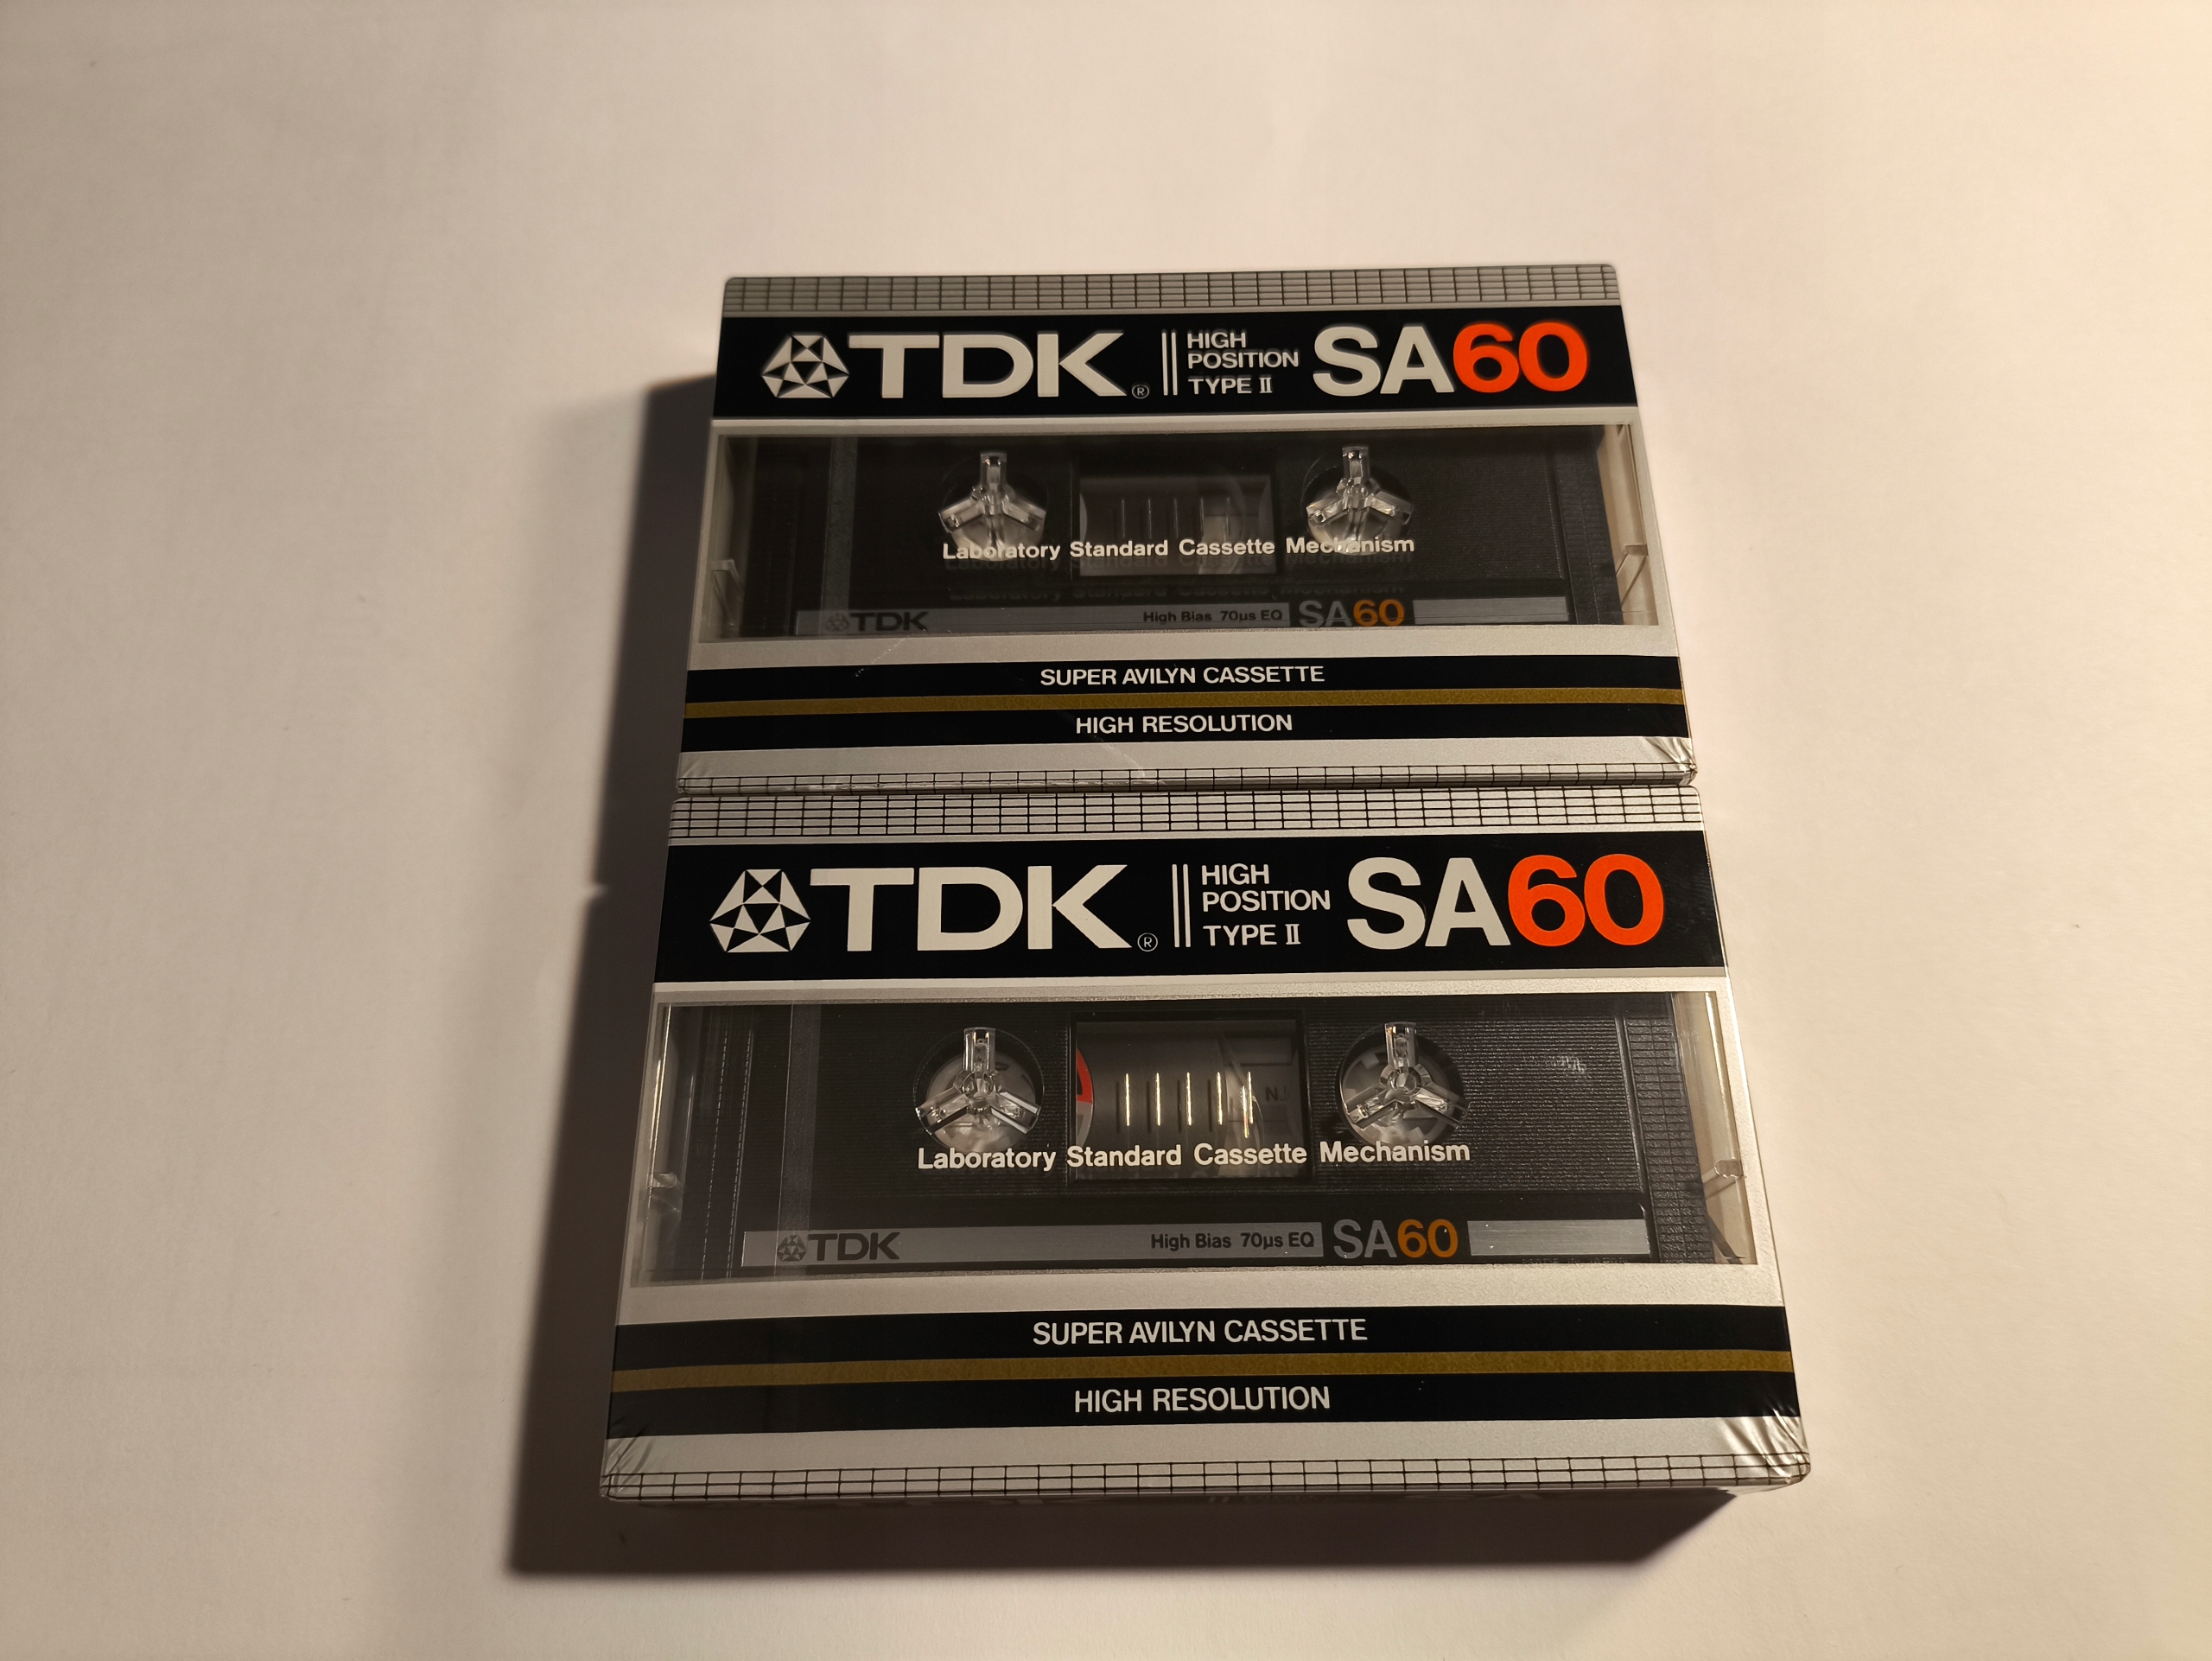 TDK® HIGH POSITION TYPE II SA60
Laboratory Standard Cassette Mechanism
TDK High Bias 70μs EQ SA60
SUPER AVILYN CASSETTE
HIGH RESOLUTION
TDK® HIGH POSITION TYPE II SA60
Laboratory Standard Cassette Mechanism
TDK High Bias 70μs EQ SA60
SUPER AVILYN CASSETTE
HIGH RESOLUTION